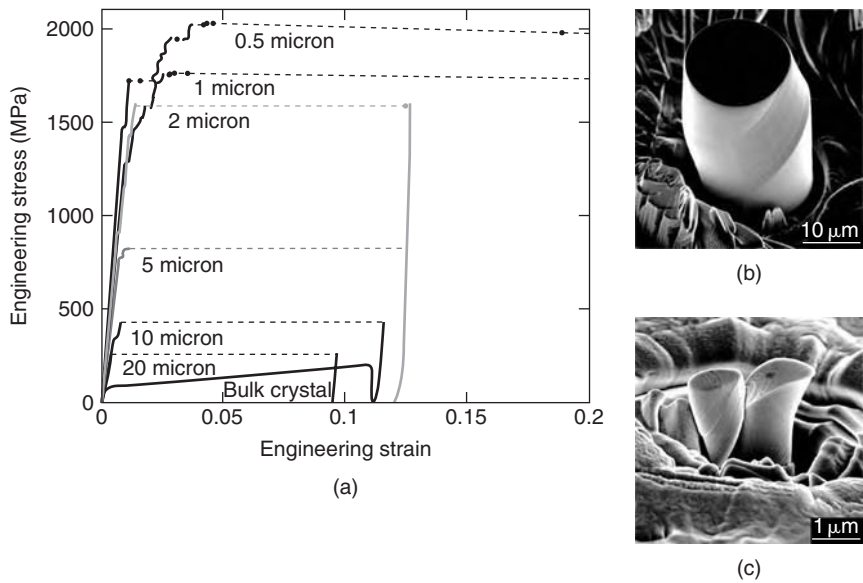 2000
1500
1000
500
0
Engineering stress (MPa)
0.5 micron
1 micron
2 micron
5 micron
10 micron
20 micron
Bulk crystal
0
0.05
0.1
0.15
0.2
Engineering strain
(a)
10 μm
(b)
1 μm
(c)